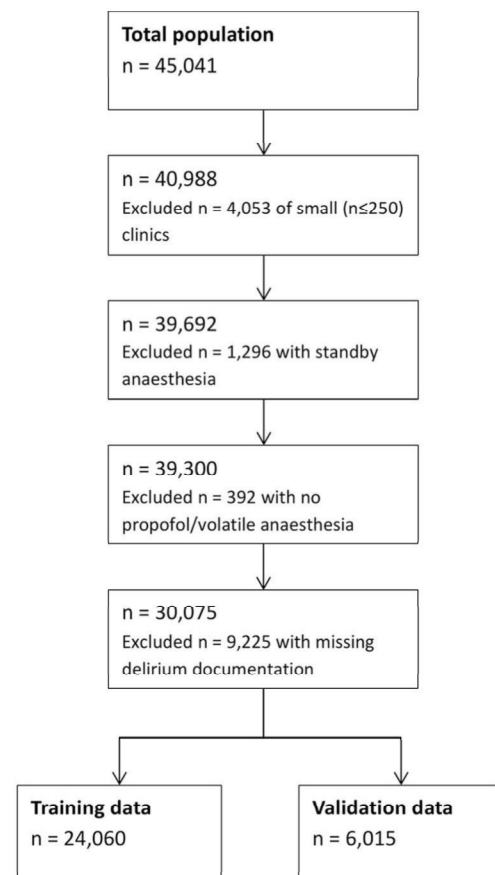 Total population
n = 45,041
n = 40,988
Excluded n = 4,053 of small (n≤250)
clinics
n = 39,692
Excluded n = 1,296 with standby
anaesthesia
n = 39,300
Excluded n = 392 with no
propofol/volatile anaesthesia
n = 30,075
Excluded n = 9,225 with missing
delirium documentation
Training data
n = 24,060
Validation data
n = 6,015